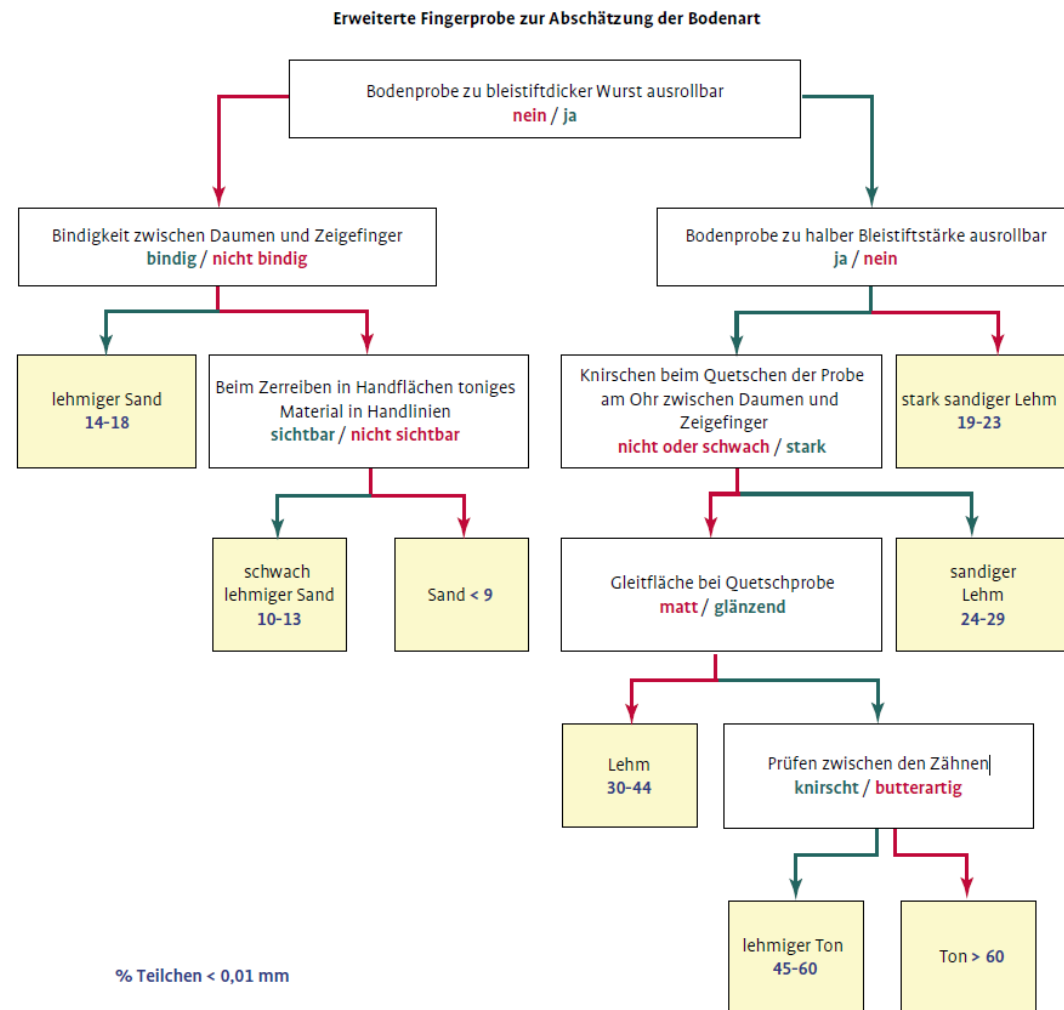 Erweiterte Fingerprobe zur Abschätzung der Bodenart
Bodenprobe zu bleistiftdicker Wurst ausrollbar
nein / ja
Bindigkeit zwischen Daumen und Zeigefinger
bindig / nicht bindig
Bodenprobe zu halber Bleistiftstärke ausrollbar
ja / nein
lehmiger Sand
14-18
Beim Zerreiben in Handflächen toniges
Material in Handlinien
sichtbar / nicht sichtbar
Knirschen beim Quetschen der Probe
am Ohr zwischen Daumen und
Zeigefinger
nicht oder schwach / stark
stark sandiger Lehm
19-23
schwach
lehmiger Sand
10-13
Sand < 9
Gleitfläche bei Quetschprobe
matt / glänzend
sandiger
Lehm
24-29
Lehm
30-44
Prüfen zwischen den Zähnen
knirscht / butterartig
lehmiger Ton
45-60
Ton > 60
% Teilchen < 0,01 mm